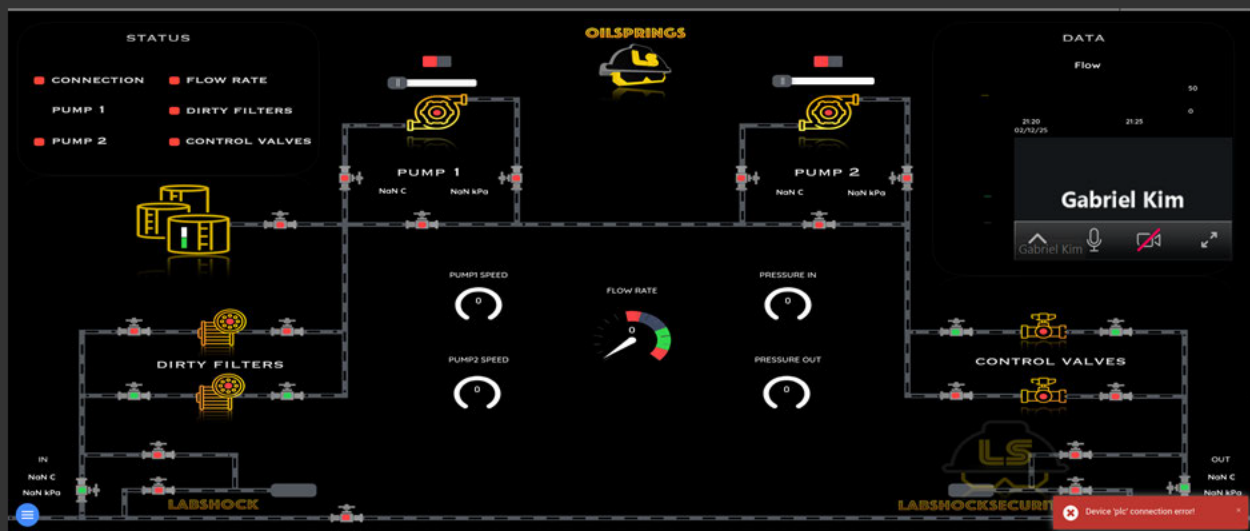 STATUS
CONNECTION
FLOW RATE
PUMP 1
DIRTY FILTERS
PUMP 2
CONTROL VALVES
OILSPRINGS
LS
DATA
Flow
50
0
21:20
02/12/25
21:25
Gabriel Kim
Gabriel Kim
PUMP 1
NaN C
NaN kPa
PUMP 2
NaN C
NaN kPa
PUMP1 SPEED
0
FLOW RATE
0
PRESSURE IN
0
PUMP2 SPEED
0
PRESSURE OUT
0
DIRTY FILTERS
CONTROL VALVES
IN
NaN C
NaN kPa
LABSHOCK
LS
LABSHOCKSECURIT
OUT
NaN C
NaN kPa
Device 'plc' connection error!